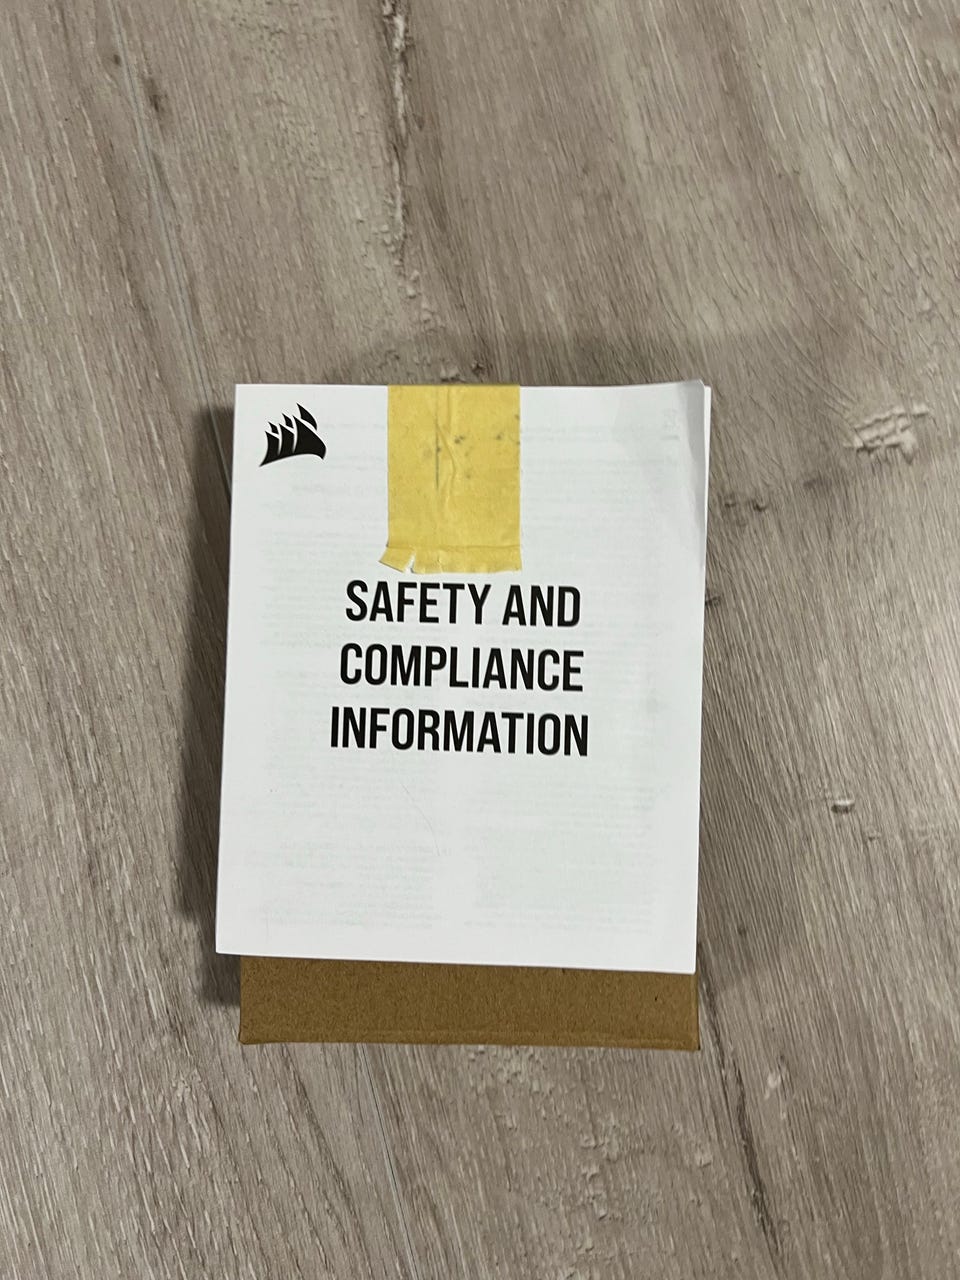 SAFETY AND
COMPLIANCE
INFORMATION